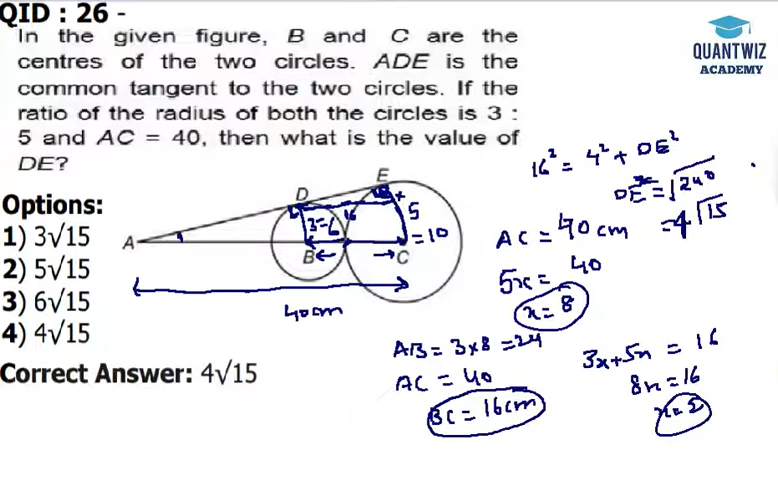 QID : 26 -
In the given figure, B and C are the
centres of the two circles. ADE is the
common tangent to the two circles. If the
ratio of the radius of both the circles is 3 :
5 and AC = 40, then what is the value of
DE?
Options:
1) 3√15
2) 5√15
3) 6√15
4) 4√15
Correct Answer: 4√15
QUANTWIZ
ACADEMY
A
D
E
B
C
3=6
16
5
=10
40cm
16² = 4² + DE²
DE = √240
= 4√15
AC = 40 cm
5x = 40
x = 8
AB = 3x8 = 24
AC = 40
BC = 16cm
3x+5x = 16
8x = 16
x = 2